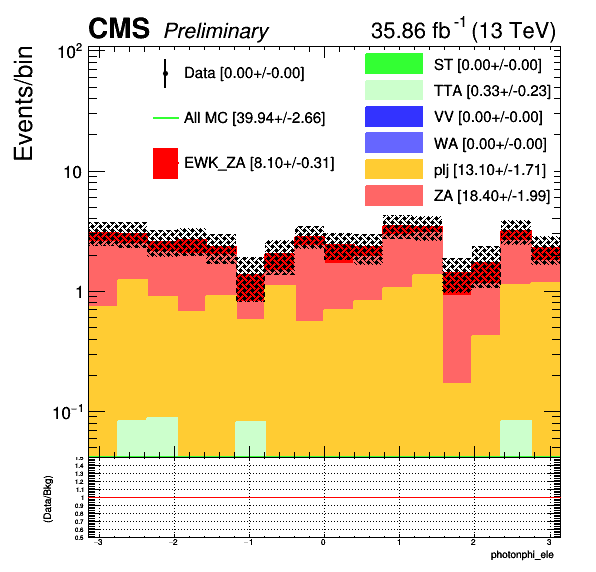 CMS Preliminary 35.86 fb⁻¹ (13 TeV)
Events/bin
10²
10
1
10⁻¹
Data [0.00+/-0.00]
All MC [39.94+/-2.66]
EWK_ZA [8.10+/-0.31]
ST [0.00+/-0.00]
TTA [0.33+/-0.23]
VV [0.00+/-0.00]
WA [0.00+/-0.00]
plj [13.10+/-1.71]
ZA [18.40+/-1.99]
(Data/Bkg)
1.5
1.4
1.3
1.2
1.1
1
0.9
0.8
0.7
0.6
0.5
−3 −2 −1 0 1 2 3
photonphi_ele